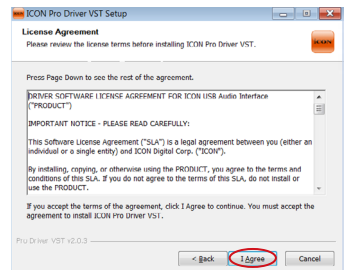 ICON Pro Driver VST Setup
License Agreement
Please review the license terms before installing ICON Pro Driver VST.
ICON
Press Page Down to see the rest of the agreement.
DRIVER SOFTWARE LICENSE AGREEMENT FOR ICON USB Audio Interface
("PRODUCT")
IMPORTANT NOTICE - PLEASE READ CAREFULLY:
This Software License Agreement ("SLA") is a legal agreement between you (either an
individual or a single entity) and ICON Digital Corp. ("ICON").
By installing, copying, or otherwise using the PRODUCT, you agree to the terms and
conditions of this SLA. If you do not agree to the terms of this SLA, do not install or
use the PRODUCT.
If you accept the terms of the agreement, click I Agree to continue. You must accept the
agreement to install ICON Pro Driver VST.
Pro Driver VST v2.0.3
< Back
I Agree
Cancel